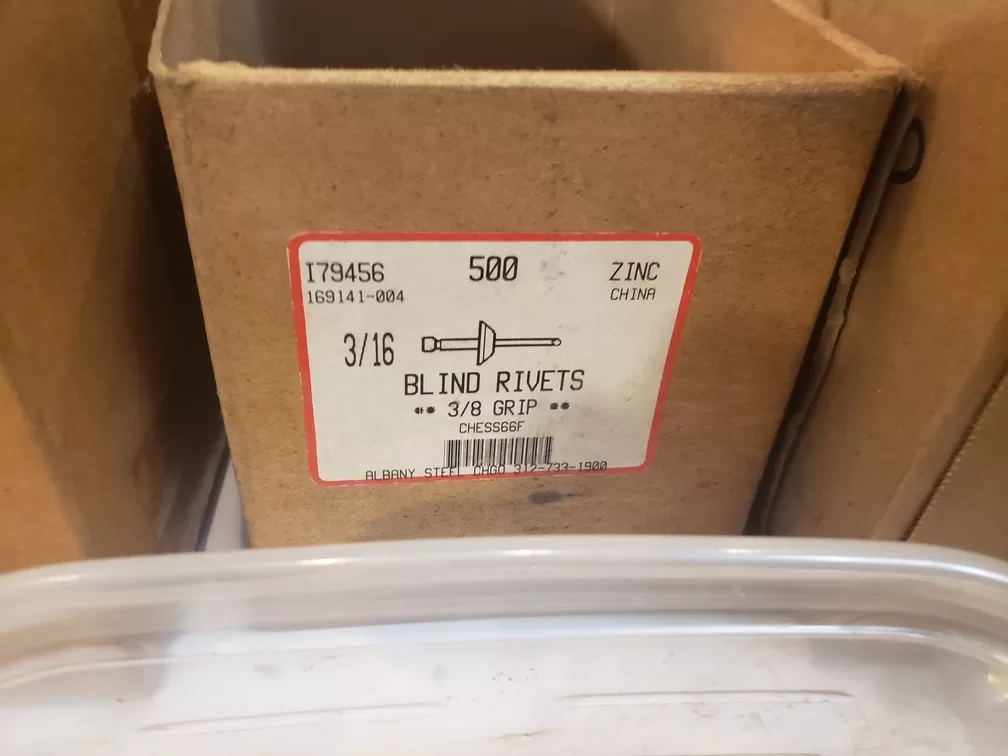 I79456 500 ZINC
169141-004 CHINA
3/16
BLIND RIVETS
** 3/8 GRIP **
CHESS66F
ALBANY STEEL CHGO 312-733-1900